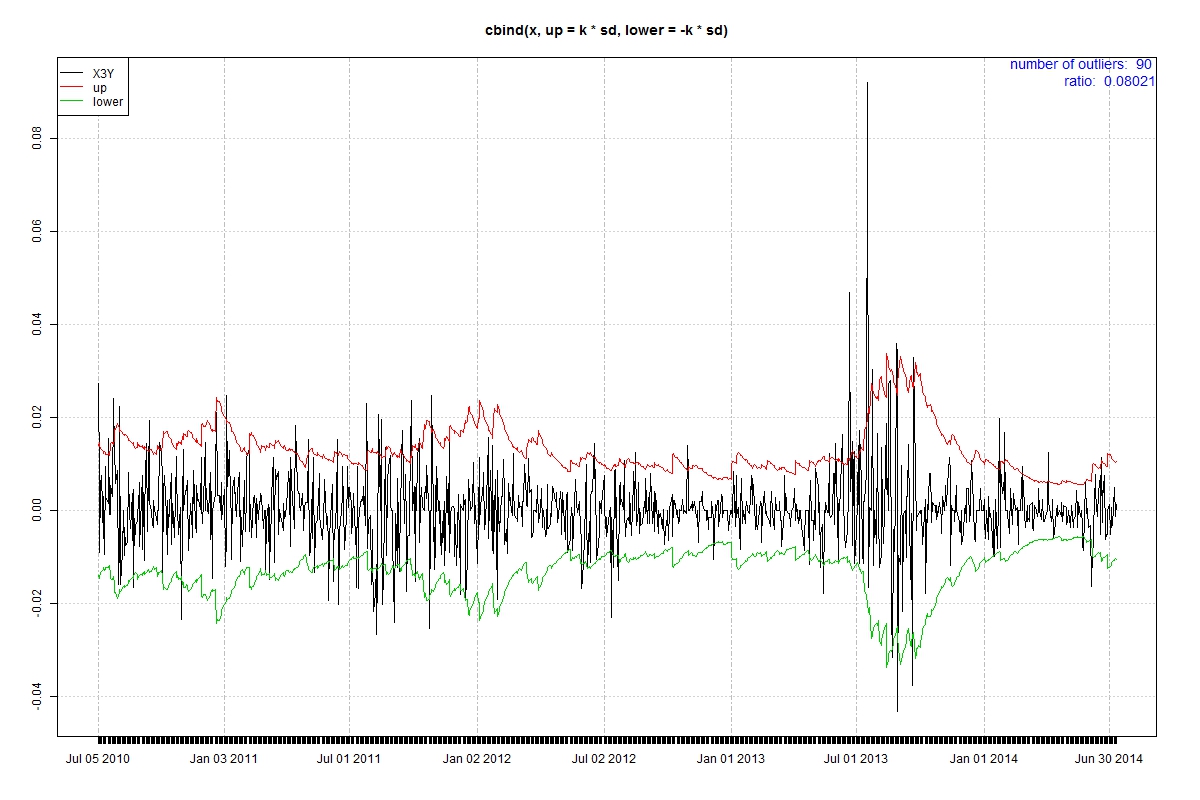 cbind(x, up = k * sd, lower = -k * sd)
number of outliers: 90
ratio: 0.08021
X3Y
up
lower
0.08
0.06
0.04
0.02
0.00
-0.02
-0.04
Jul 05 2010 Jan 03 2011 Jul 01 2011 Jan 02 2012 Jul 02 2012 Jan 01 2013 Jul 01 2013 Jan 01 2014 Jun 30 2014